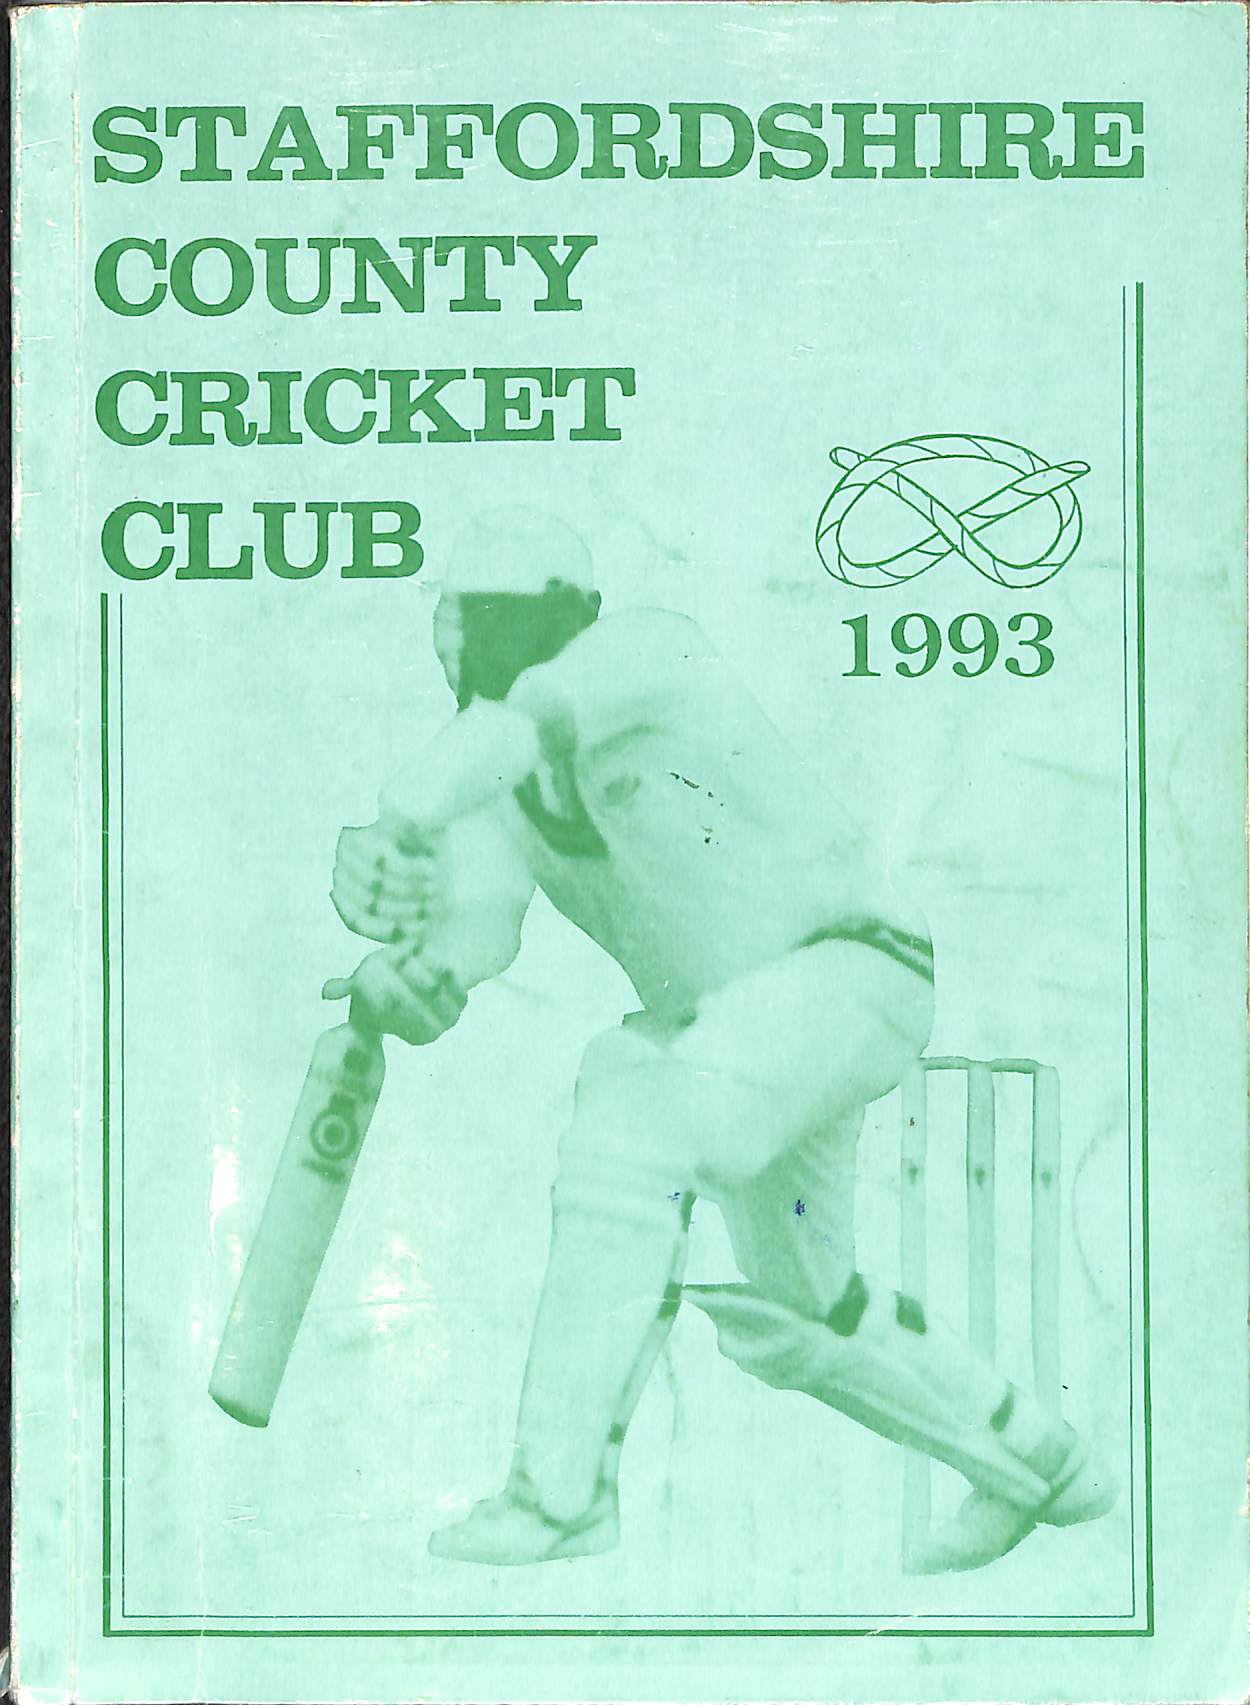 STAFFORDSHIRE
COUNTY
CRICKET
CLUB
1993